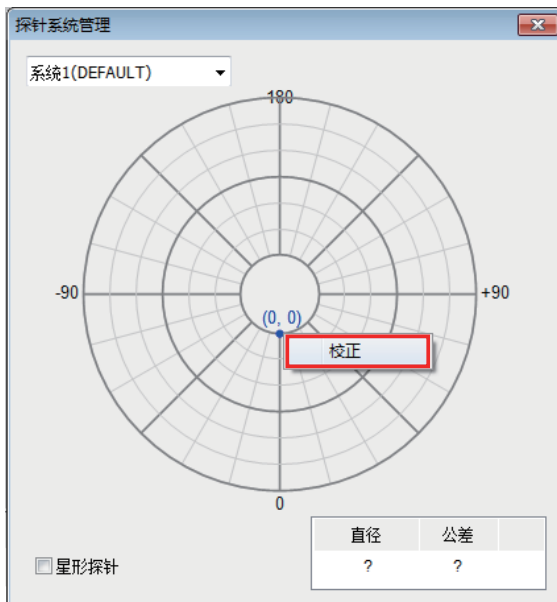 探针系统管理
系统1(DEFAULT)
180
-90
+90
(0, 0)
校正
0
直径 公差
? ?
星形探针